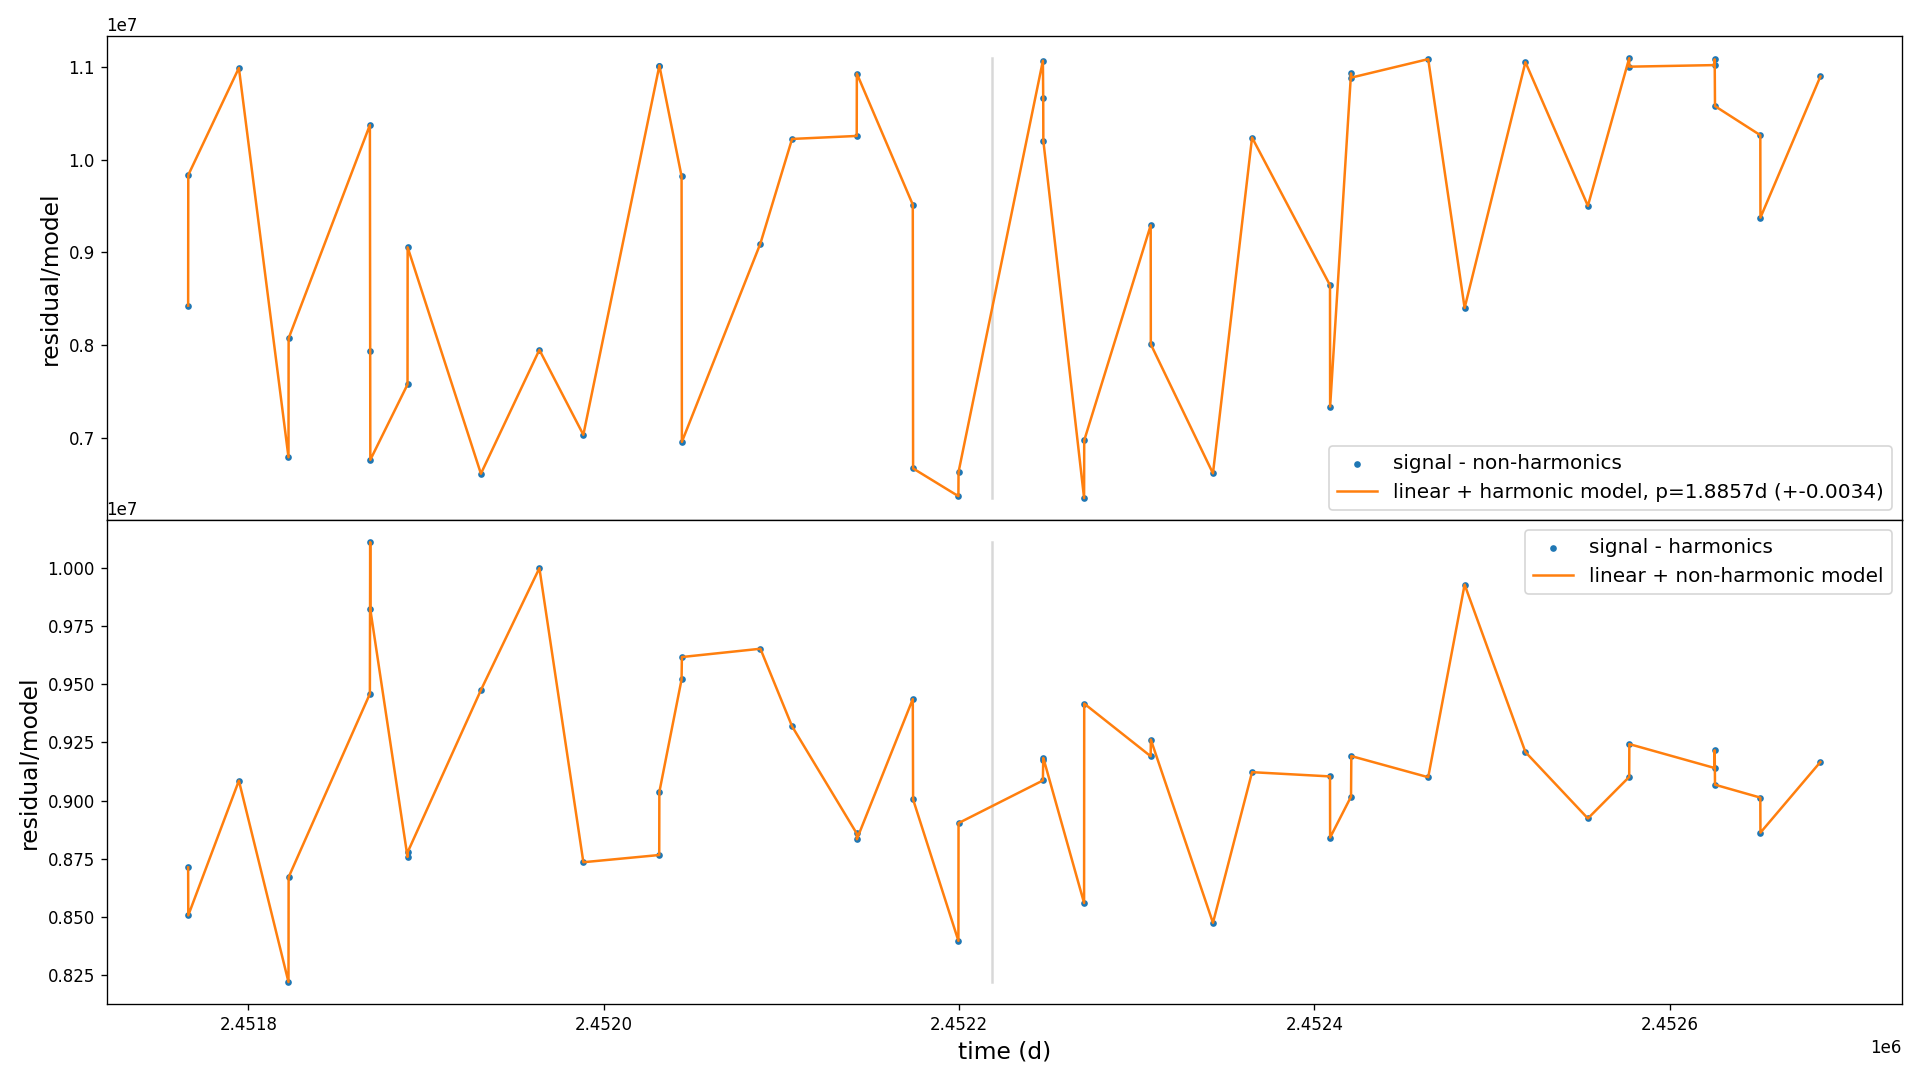 1e7
1.1
1.0
0.9
0.8
0.7
residual/model
signal - non-harmonics
linear + harmonic model, p=1.8857d (+-0.0034)
1e7
1.000
0.975
0.950
0.925
0.900
0.875
0.850
0.825
residual/model
signal - harmonics
linear + non-harmonic model
2.4518
2.4520
2.4522
2.4524
2.4526
time (d)
1e6